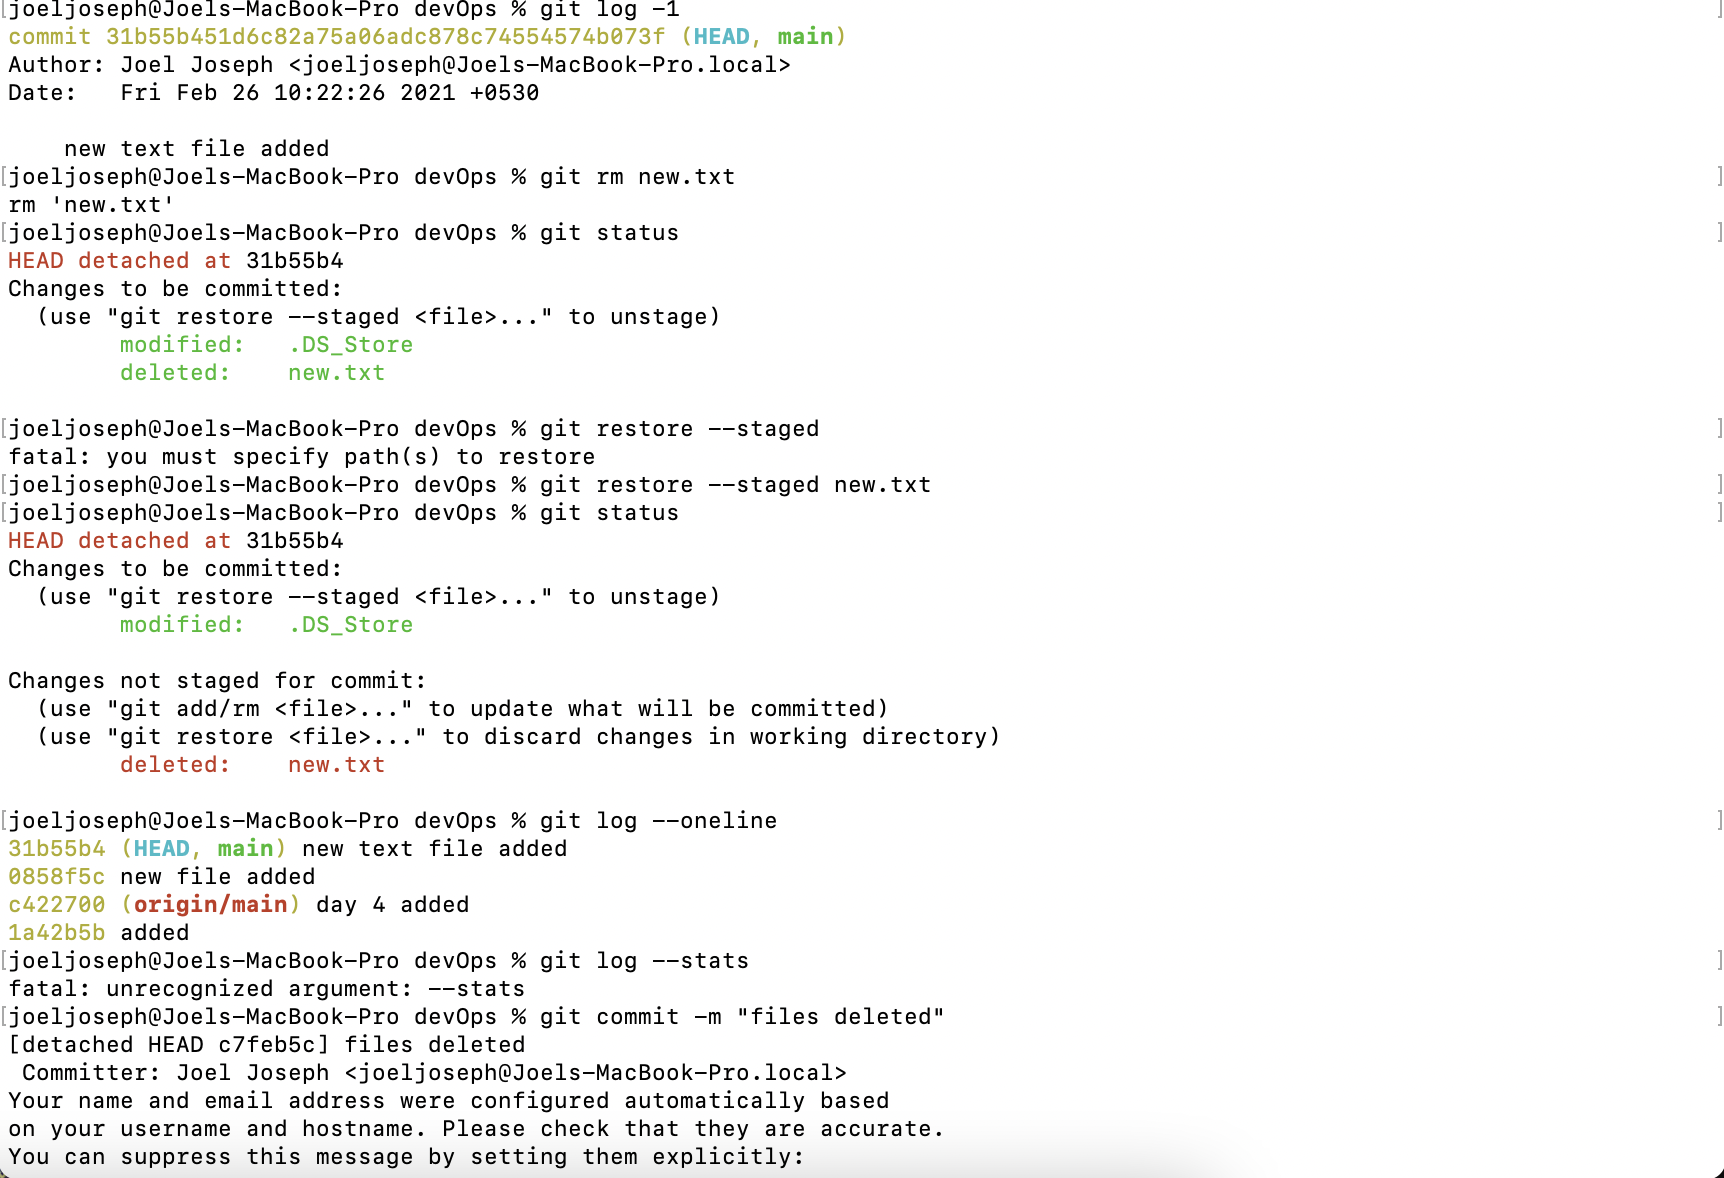 [joeljoseph@Joels-MacBook-Pro devOps % git log -1 ]
commit 31b55b451d6c82a75a06adc878c74554574b073f (HEAD, main)
Author: Joel Joseph <joeljoseph@Joels-MacBook-Pro.local>
Date:   Fri Feb 26 10:22:26 2021 +0530
new text file added
[joeljoseph@Joels-MacBook-Pro devOps % git rm new.txt ]
rm 'new.txt'
[joeljoseph@Joels-MacBook-Pro devOps % git status ]
HEAD detached at 31b55b4
Changes to be committed:
  (use "git restore --staged <file>..." to unstage)
        modified:   .DS_Store
        deleted:    new.txt
[joeljoseph@Joels-MacBook-Pro devOps % git restore --staged ]
fatal: you must specify path(s) to restore
[joeljoseph@Joels-MacBook-Pro devOps % git restore --staged new.txt ]
[joeljoseph@Joels-MacBook-Pro devOps % git status ]
HEAD detached at 31b55b4
Changes to be committed:
  (use "git restore --staged <file>..." to unstage)
        modified:   .DS_Store
Changes not staged for commit:
  (use "git add/rm <file>..." to update what will be committed)
  (use "git restore <file>..." to discard changes in working directory)
        deleted:    new.txt
[joeljoseph@Joels-MacBook-Pro devOps % git log --oneline ]
31b55b4 (HEAD, main) new text file added
0858f5c new file added
c422700 (origin/main) day 4 added
1a42b5b added
[joeljoseph@Joels-MacBook-Pro devOps % git log --stats ]
fatal: unrecognized argument: --stats
[joeljoseph@Joels-MacBook-Pro devOps % git commit -m "files deleted" ]
[detached HEAD c7feb5c] files deleted
 Committer: Joel Joseph <joeljoseph@Joels-MacBook-Pro.local>
Your name and email address were configured automatically based
on your username and hostname. Please check that they are accurate.
You can suppress this message by setting them explicitly: